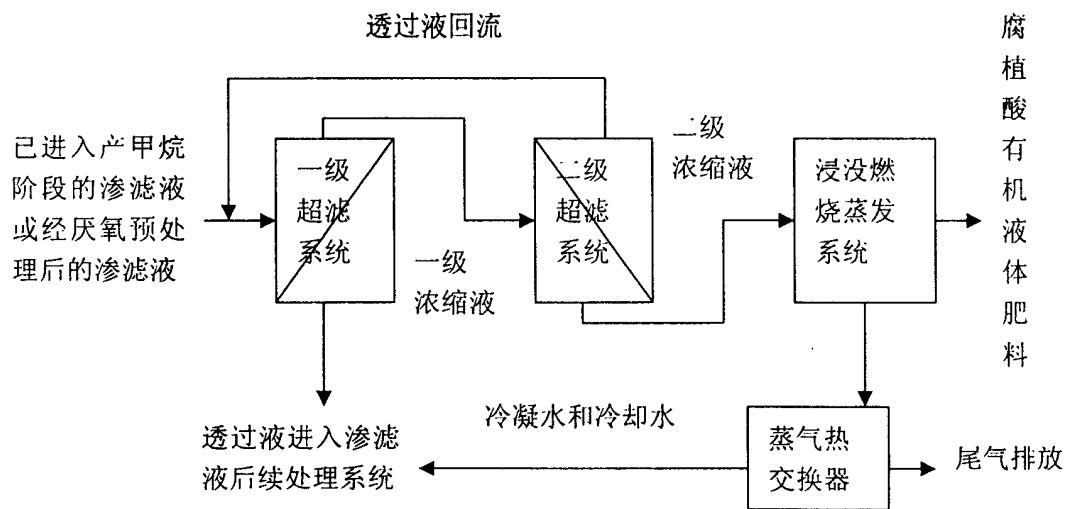 透过液回流
已进入产甲烷
阶段的渗滤液
或经厌氧预处
理后的渗滤液
一级
超滤
系统
一级
浓缩液
二级
超滤
系统
二级
浓缩液
浸没燃
烧蒸发
系统
腐
植
酸
有
机
液
体
肥
料
透过液进入渗滤
液后续处理系统
冷凝水和冷却水
蒸气热
交换器
尾气排放